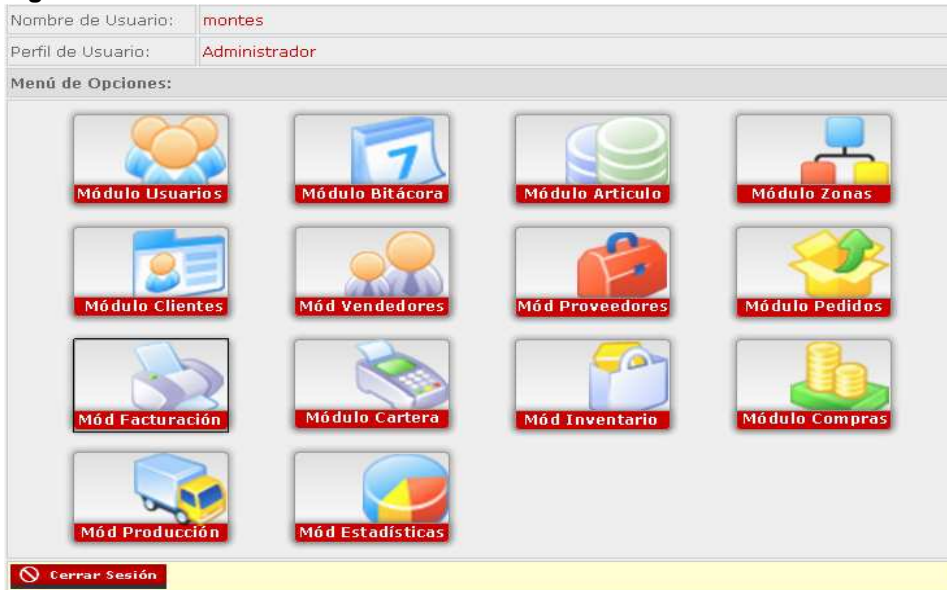 Nombre de Usuario: montes
Perfil de Usuario: Administrador
Menú de Opciones:
Módulo Usuarios Módulo Bitácora Módulo Articulo Módulo Zonas
7
Módulo Clientes Mód Vendedores Mód Proveedores Módulo Pedidos
Mód Facturación Módulo Cartera Mód Inventario Módulo Compras
Mód Producción Mód Estadísticas
Cerrar Sesión